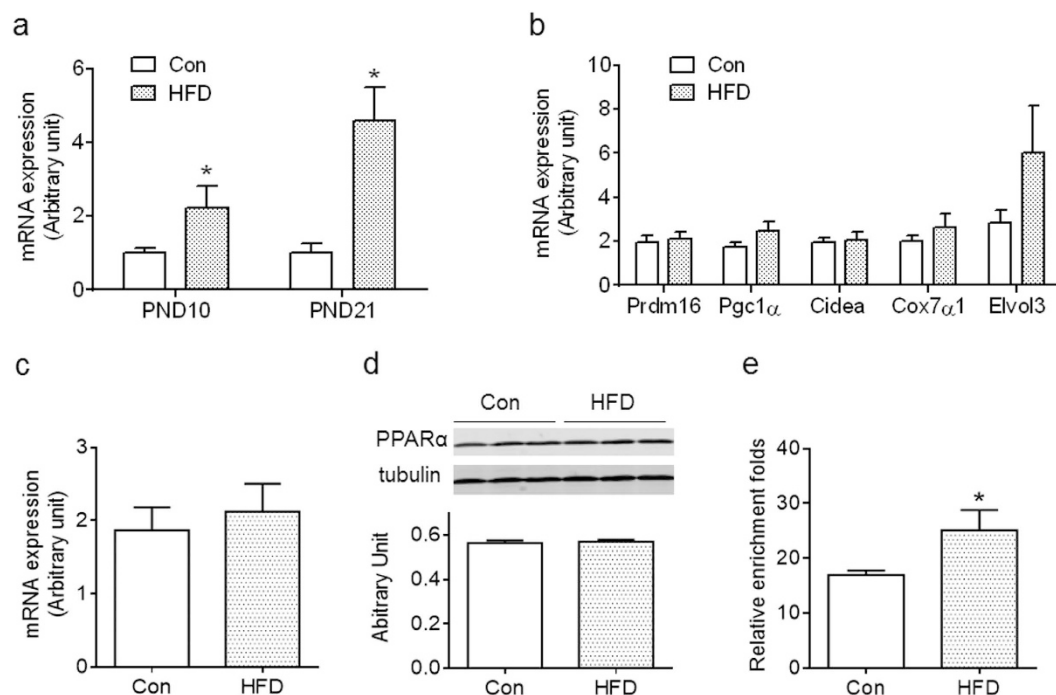 a
Con
HFD
mRNA expression
(Arbitrary unit)
6
4
2
0
*
*
PND10 PND21
b
Con
HFD
mRNA expression
(Arbitrary unit)
10
8
6
4
2
0
Prdm16 Pgc1α Cidea Cox7α1 Elvol3
c
mRNA expression
(Arbitrary unit)
3
2
1
0
Con HFD
d
Con HFD
PPARα
tubulin
Abitrary Unit
0.6
0.3
0.0
Con HFD
e
Relative enrichment folds
40
30
20
10
0
*
Con HFD